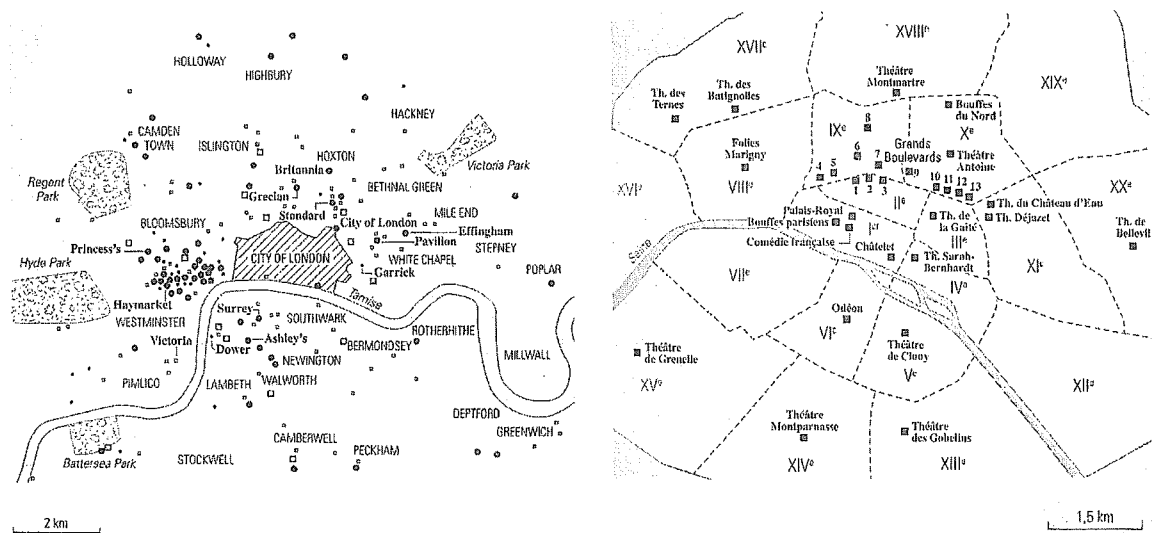 HOLLOWAY
HIGHBURY
HACKNEY
CAMDEN
TOWN
ISLINGTON
HOXTON
Victoria Park
Regent
Park
Britannia
BETHNAL GREEN
Grecian
Standard
BLOOMSBURY
City of London
MILE END
Effingham
Pavilion
STEPNEY
Princess's
CITY OF LONDON
WHITE CHAPEL
Hyde Park
Garrick
POPLAR
Haymarket
Tamise
WESTMINSTER
Surrey
SOUTHWARK
ROTHERHITHE
Victoria
Dower
Ashley's
BERMONDSEY
MILLWALL
NEWINGTON
PIMLICO
LAMBETH
WALWORTH
DEPTFORD
GREENWICH
CAMBERWELL
PECKHAM
Battersea Park
STOCKWELL
2 km
XVIIe
XVIIIe
Théâtre
Montmartre
XIXe
Th. des
Ternes
Th. des
Batignolles
Bouffes
du Nord
8
IXe
Xe
Folies
Marigny
6
Grands
Boulevards
Théâtre
Antoine
7
XVIe
VIIIe
4
5
9
10
11
12
13
XXe
1
2
3
IIe
Th. du Château d'Eau
Th. Déjazet
Palais-Royal
Bouffes
parisiens
Ier
Th. de
la Gaîté
IIIe
Th. de
Bellevil
Comédie française
Châtelet
Seine
VIIe
Th. Sarah-
Bernhardt
XIe
IVe
Odéon
VIe
Théâtre
de Cluny
Ve
Théâtre
de Grenelle
XVe
XIIe
Théâtre
Montparnasse
Théâtre
des Gobelins
XIVe
XIIIe
1,5 km